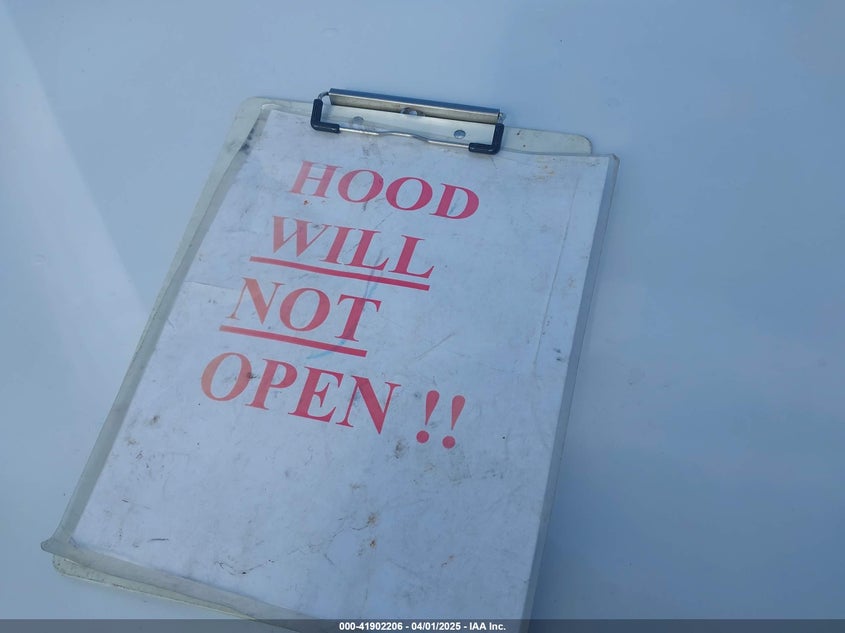 HOOD
WILL
NOT
OPEN !!
000-41902206 - 04/01/2025 - IAA Inc.